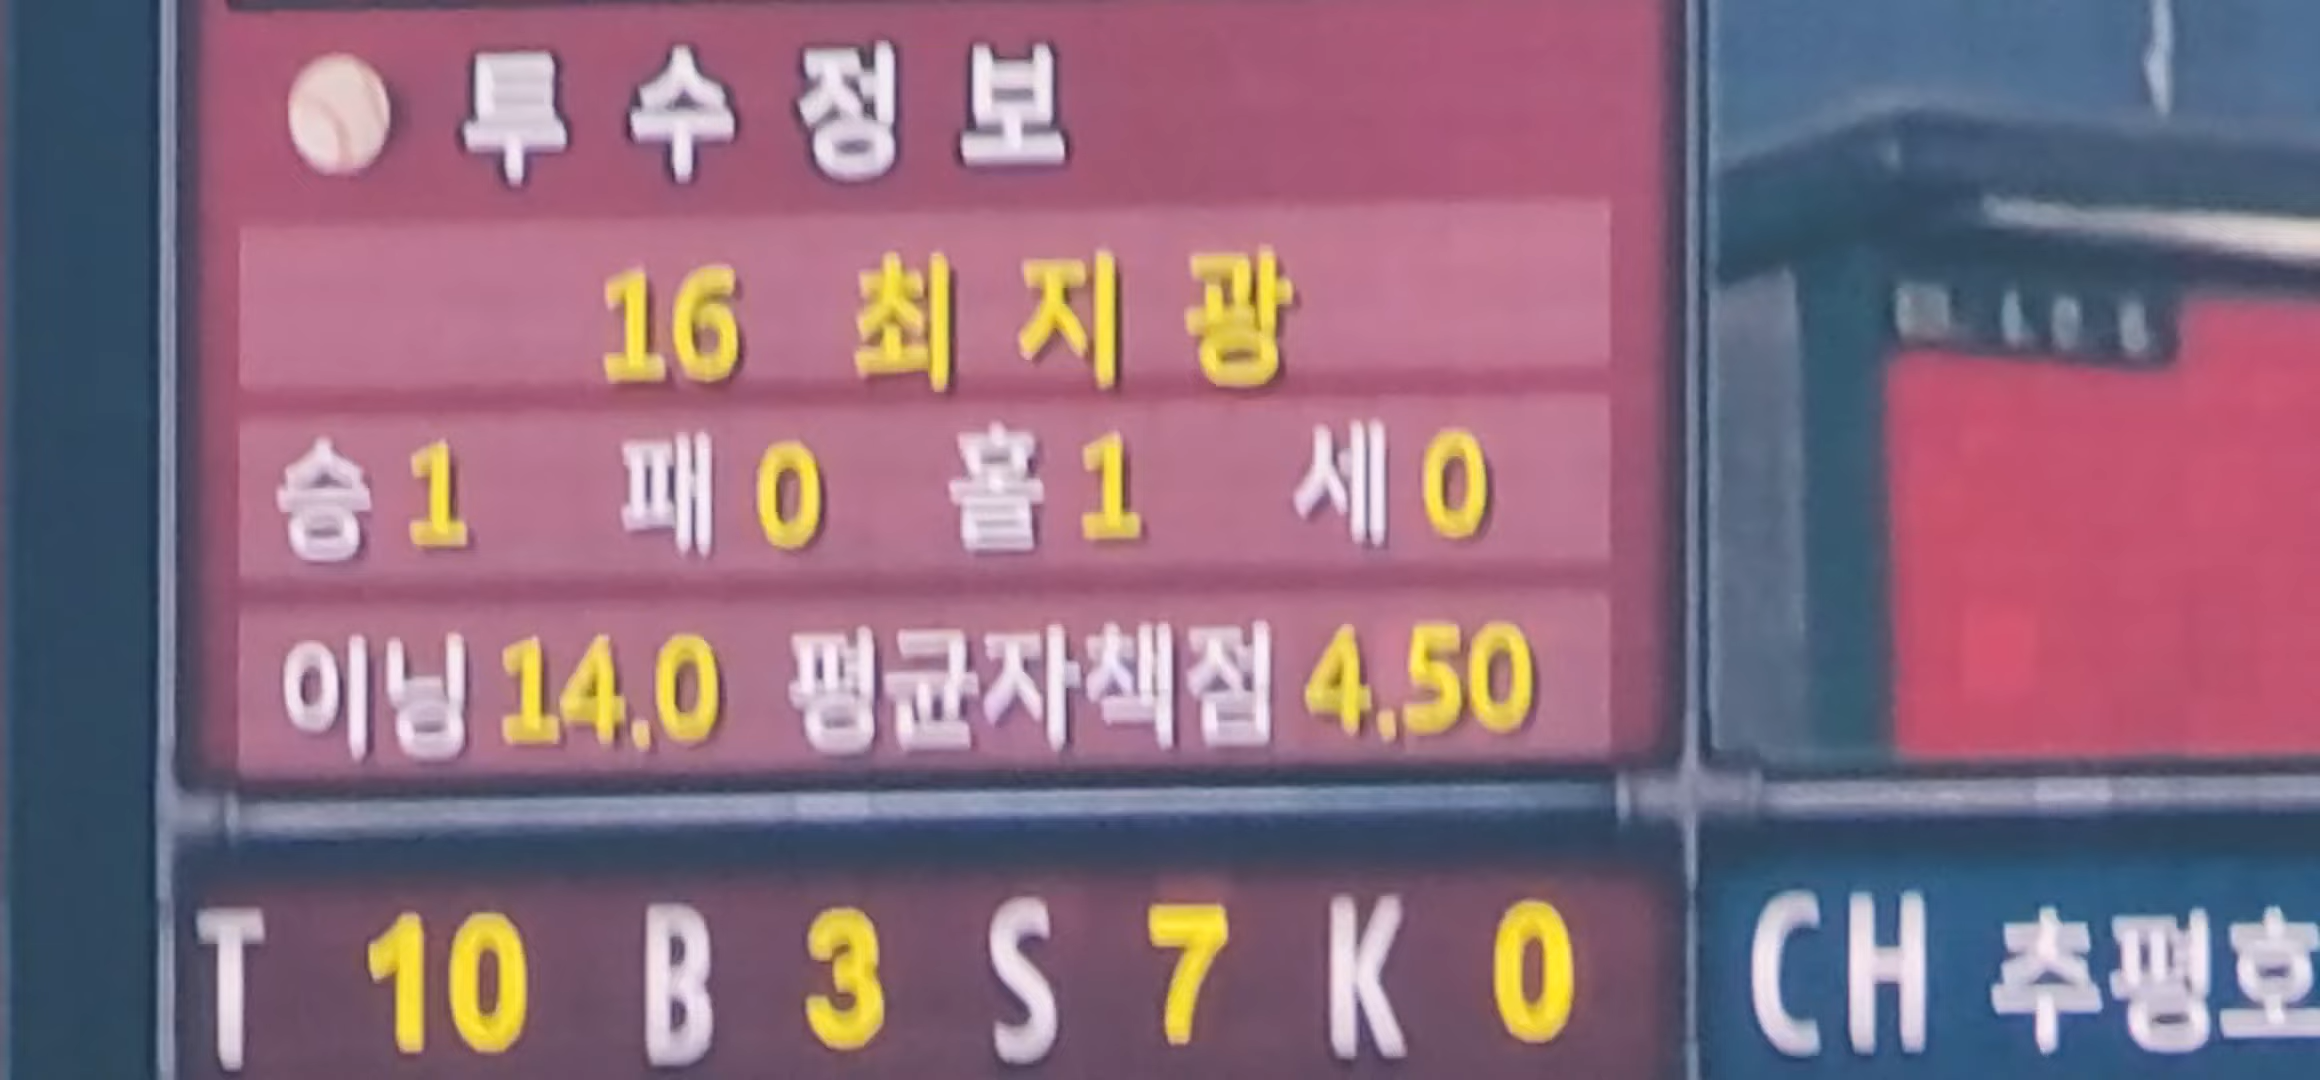 투수정보
16 최지광
승 1 패 0 홀 1 세 0
이닝 14.0 평균자책점 4.50
T 10 B 3 S 7 K 0
CH 추평호